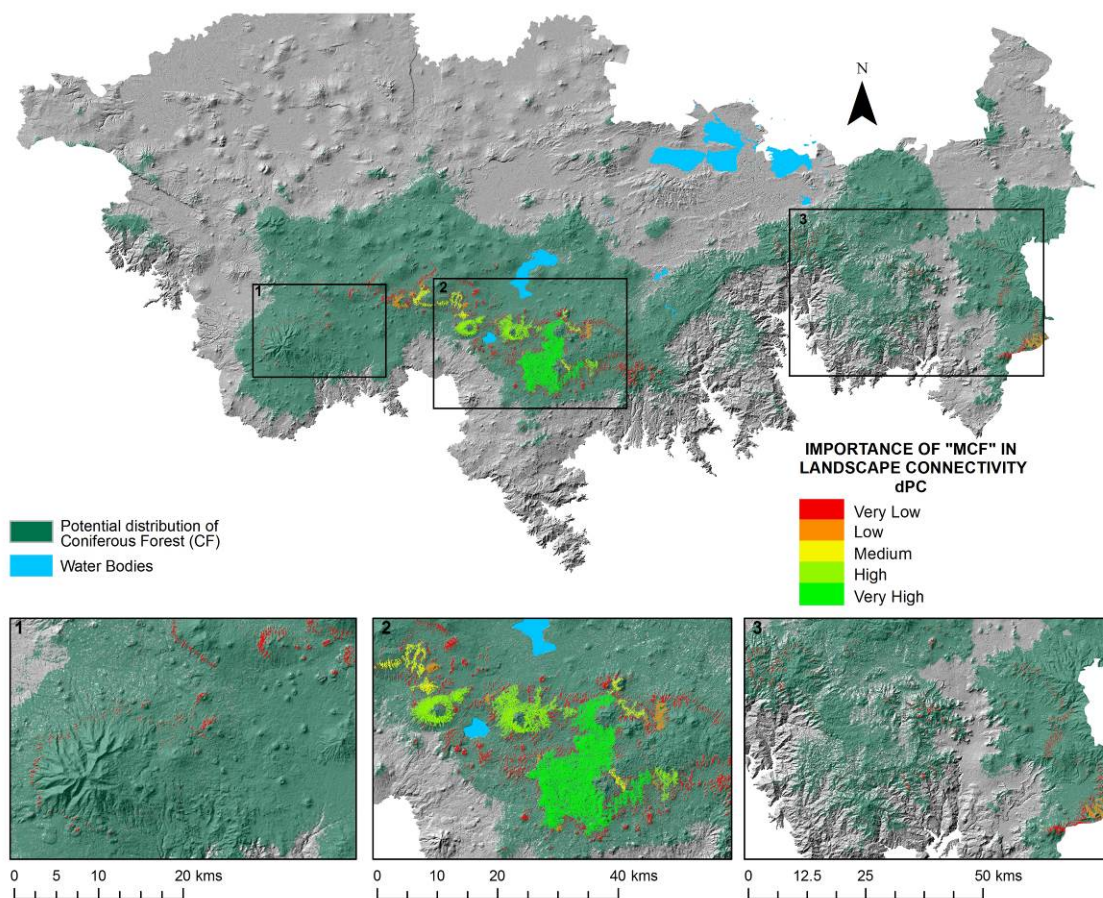 N
3
1
2
IMPORTANCE OF "MCF" IN
LANDSCAPE CONNECTIVITY
dPC
Very Low
Low
Medium
High
Very High
Potential distribution of
Coniferous Forest (CF)
Water Bodies
1
2
3
0 5 10 20 kms
0 10 20 40 kms
0 12.5 25 50 kms